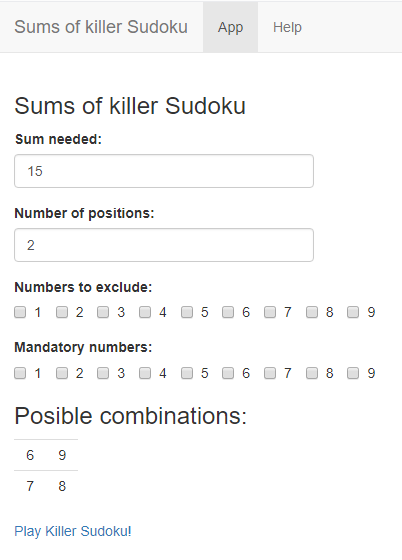 Sums of killer Sudoku App Help
Sums of killer Sudoku
Sum needed:
15
Number of positions:
2
Numbers to exclude:
1 2 3 4 5 6 7 8 9
Mandatory numbers:
1 2 3 4 5 6 7 8 9
Posible combinations:
6 9
7 8
Play Killer Sudoku!